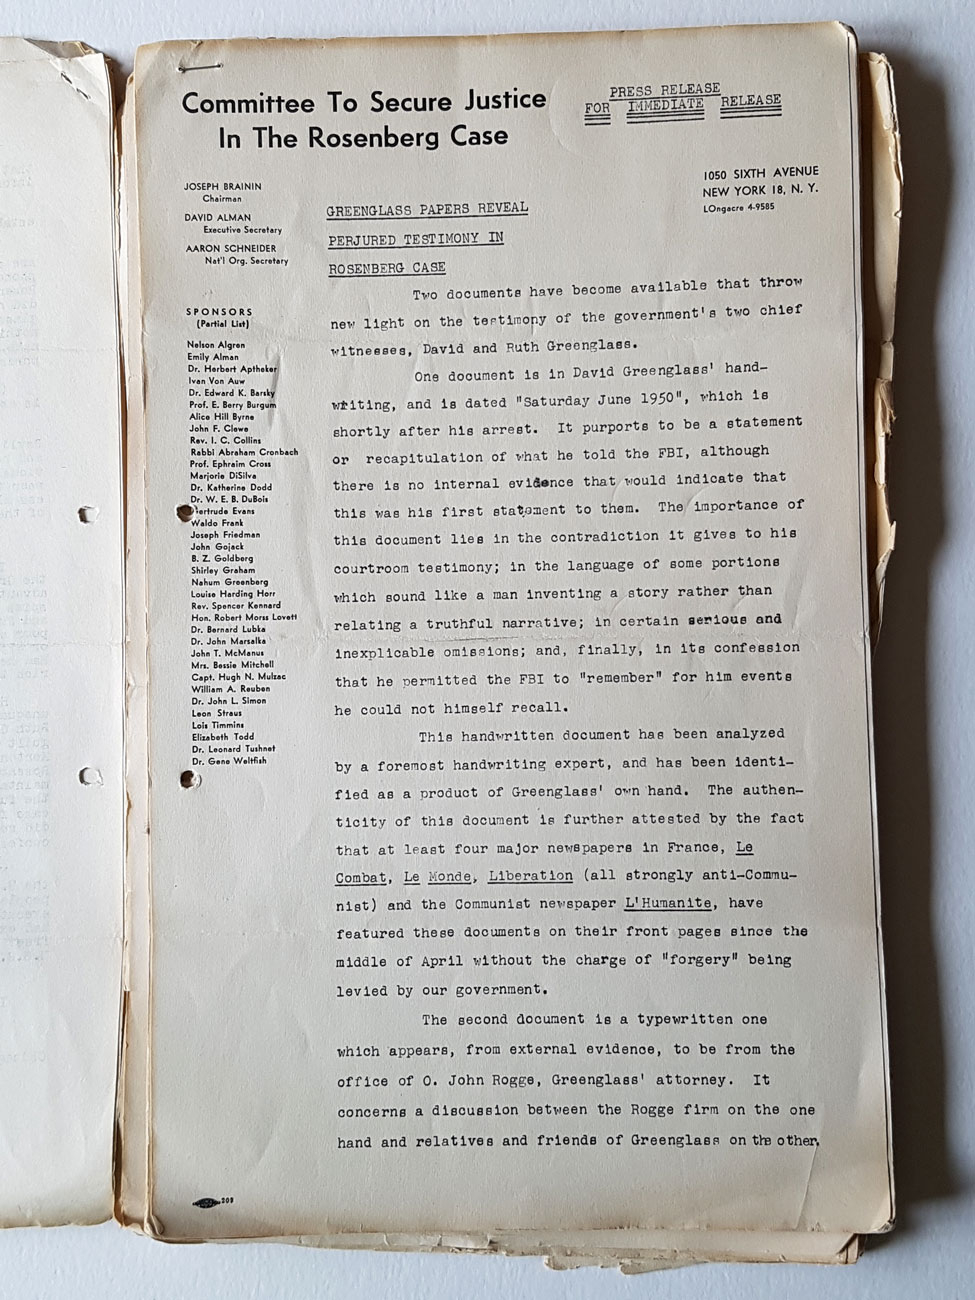 Committee To Secure Justice
In The Rosenberg Case
PRESS RELEASE
FOR IMMEDIATE RELEASE
1050 SIXTH AVENUE
NEW YORK 18, N. Y.
LOngacre 4-9585
JOSEPH BRAININ
Chairman
DAVID ALMAN
Executive Secretary
AARON SCHNEIDER
Nat'l Org. Secretary
SPONSORS
(Partial List)
Nelson Algren
Emily Alman
Dr. Herbert Aptheker
Ivan Von Auw
Dr. Edward K. Barsky
Prof. E. Berry Burgum
Alice Hill Byrne
John F. Clewe
Rev. I. C. Collins
Rabbi Abraham Cronbach
Prof. Ephraim Cross
Marjorie DiSilva
Dr. Katherine Dodd
Dr. W. E. B. DuBois
Gertrude Evans
Waldo Frank
Joseph Friedman
John Gojack
B. Z. Goldberg
Shirley Graham
Nahum Greenberg
Louise Harding Horr
Rev. Spencer Kennard
Hon. Robert Morss Lovett
Dr. Bernard Lubka
Dr. John Marsalka
John T. McManus
Mrs. Bessie Mitchell
Capt. Hugh N. Mulzac
William A. Reuben
Dr. John L. Simon
Leon Straus
Lois Timmins
Elizabeth Todd
Dr. Leonard Tushnet
Dr. Gene Weltfish
GREENGLASS PAPERS REVEAL
PERJURED TESTIMONY IN
ROSENBERG CASE
Two documents have become available that throw
new light on the testimony of the government's two chief
witnesses, David and Ruth Greenglass.
One document is in David Greenglass' hand-
writing, and is dated "Saturday June 1950", which is
shortly after his arrest. It purports to be a statement
or recapitulation of what he told the FBI, although
there is no internal evidence that would indicate that
this was his first statement to them. The importance of
this document lies in the contradiction it gives to his
courtroom testimony; in the language of some portions
which sound like a man inventing a story rather than
relating a truthful narrative; in certain serious and
inexplicable omissions; and, finally, in its confession
that he permitted the FBI to "remember" for him events
he could not himself recall.
This handwritten document has been analyzed
by a foremost handwriting expert, and has been identi-
fied as a product of Greenglass' own hand. The authen-
ticity of this document is further attested by the fact
that at least four major newspapers in France, Le
Combat, Le Monde, Liberation (all strongly anti-Commu-
nist) and the Communist newspaper L'Humanite, have
featured these documents on their front pages since the
middle of April without the charge of "forgery" being
levied by our government.
The second document is a typewritten one
which appears, from external evidence, to be from the
office of O. John Rogge, Greenglass' attorney. It
concerns a discussion between the Rogge firm on the one
hand and relatives and friends of Greenglass on the other,
209